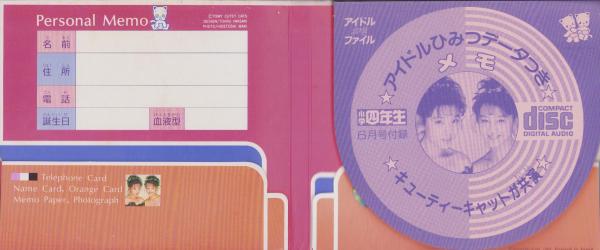 Personal Memo
©TOMY CUTEY CATS
名前
住所
電話
誕生日
血液型
Telephone Card
Name Card, Orange Card
Memo Paper, Photograph
アイドル
ファイル
アイドルひみつデータつき
メモ
小学四年生
6月号付録
COMPACT
disc
DIGITAL AUDIO
キューティーキャットが共演